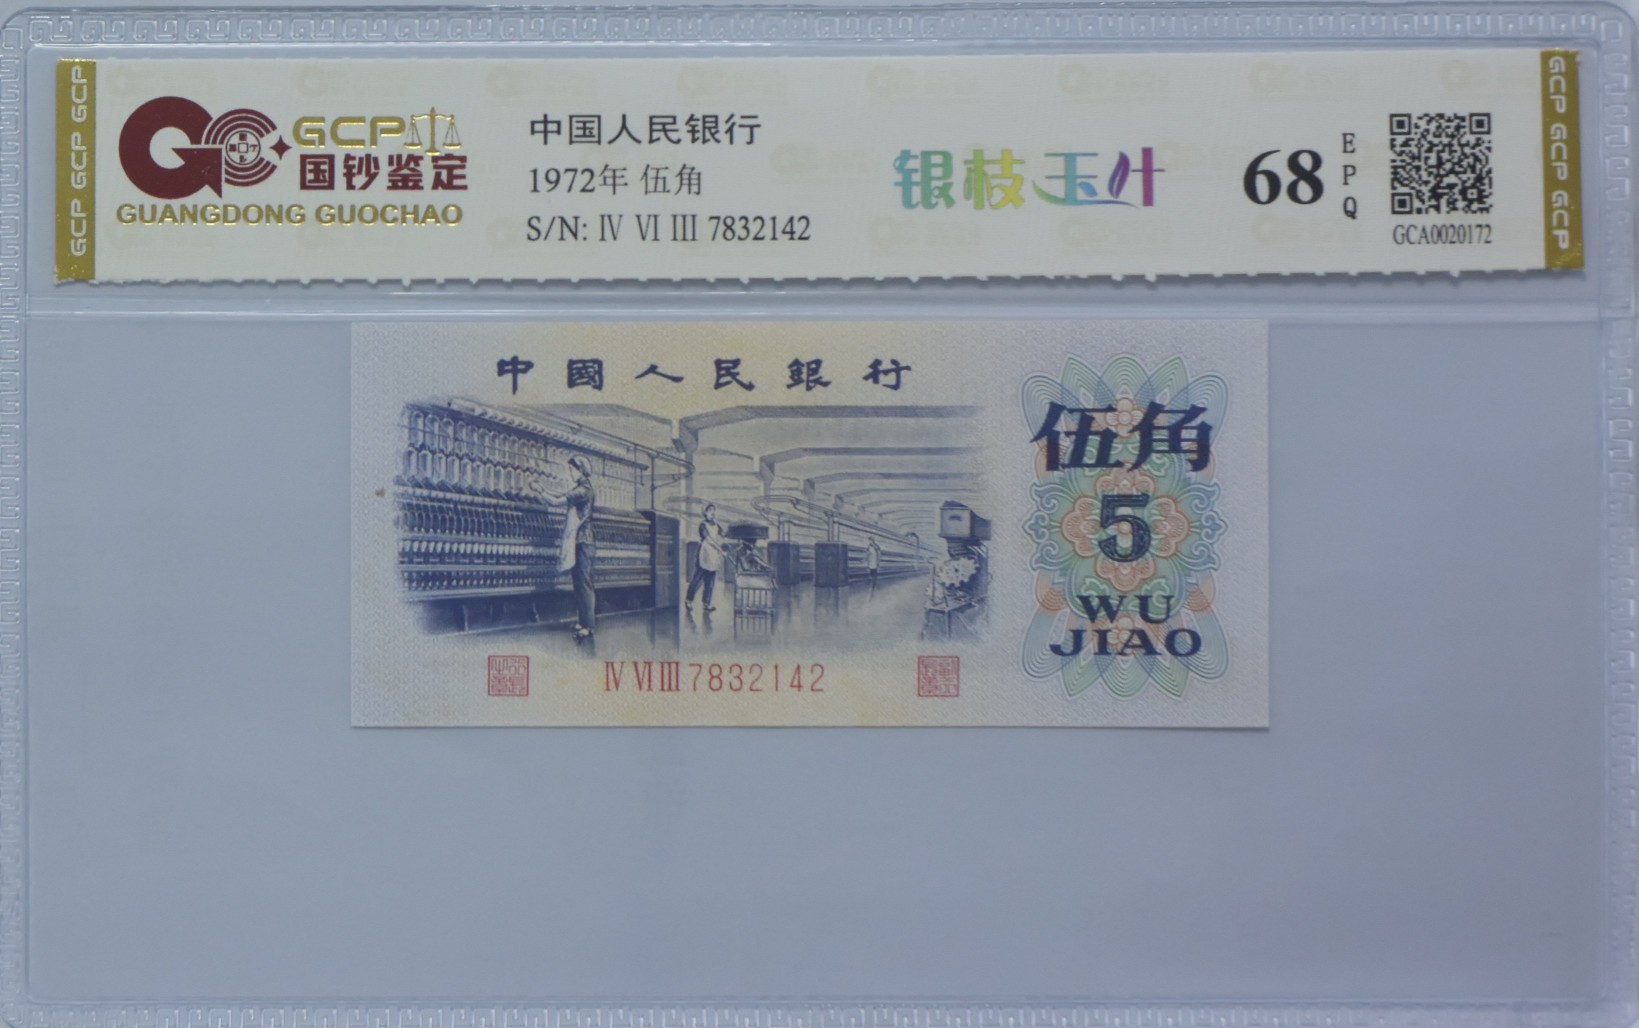 GCP GCP GCP
GCP
国钞鉴定
GUANGDONG GUOCHAO
中国人民银行
1972年 伍角
S/N: Ⅳ Ⅵ Ⅲ 7832142
银枝玉叶
68
EPQ
GCA0020172
GCP GCP GCP
中國人民銀行
伍角
5
WU
JIAO
Ⅳ Ⅵ Ⅲ 7832142